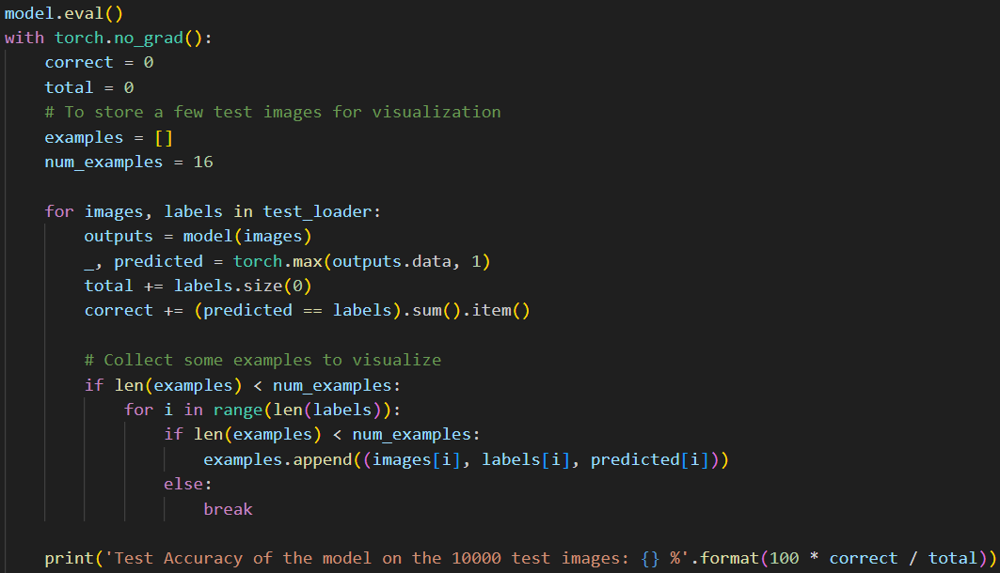 model.eval()
with torch.no_grad():
    correct = 0
    total = 0
    # To store a few test images for visualization
    examples = []
    num_examples = 16

    for images, labels in test_loader:
        outputs = model(images)
        _, predicted = torch.max(outputs.data, 1)
        total += labels.size(0)
        correct += (predicted == labels).sum().item()

        # Collect some examples to visualize
        if len(examples) < num_examples:
            for i in range(len(labels)):
                if len(examples) < num_examples:
                    examples.append((images[i], labels[i], predicted[i]))
                else:
                    break

    print('Test Accuracy of the model on the 10000 test images: {} %'.format(100 * correct / total))